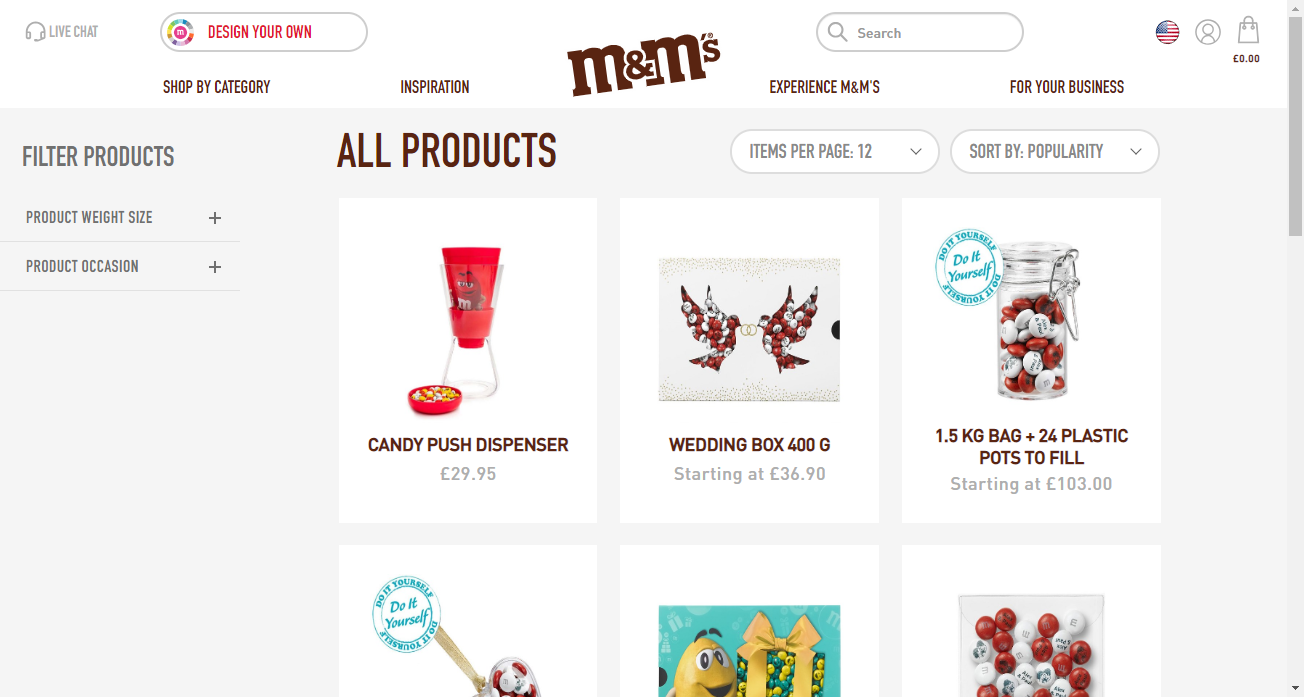 LIVE CHAT
DESIGN YOUR OWN
m&m's
Search
£0.00
SHOP BY CATEGORY
INSPIRATION
EXPERIENCE M&M'S
FOR YOUR BUSINESS
FILTER PRODUCTS
PRODUCT WEIGHT SIZE
PRODUCT OCCASION
ALL PRODUCTS
ITEMS PER PAGE: 12
SORT BY: POPULARITY
CANDY PUSH DISPENSER
£29.95
WEDDING BOX 400 G
Starting at £36.90
DO IT YOURSELF
Do It
Yourself
DO IT YOURSELF
1.5 KG BAG + 24 PLASTIC
POTS TO FILL
Starting at £103.00
DO IT YOURSELF
Do It
Yourself
DO IT YOURSELF